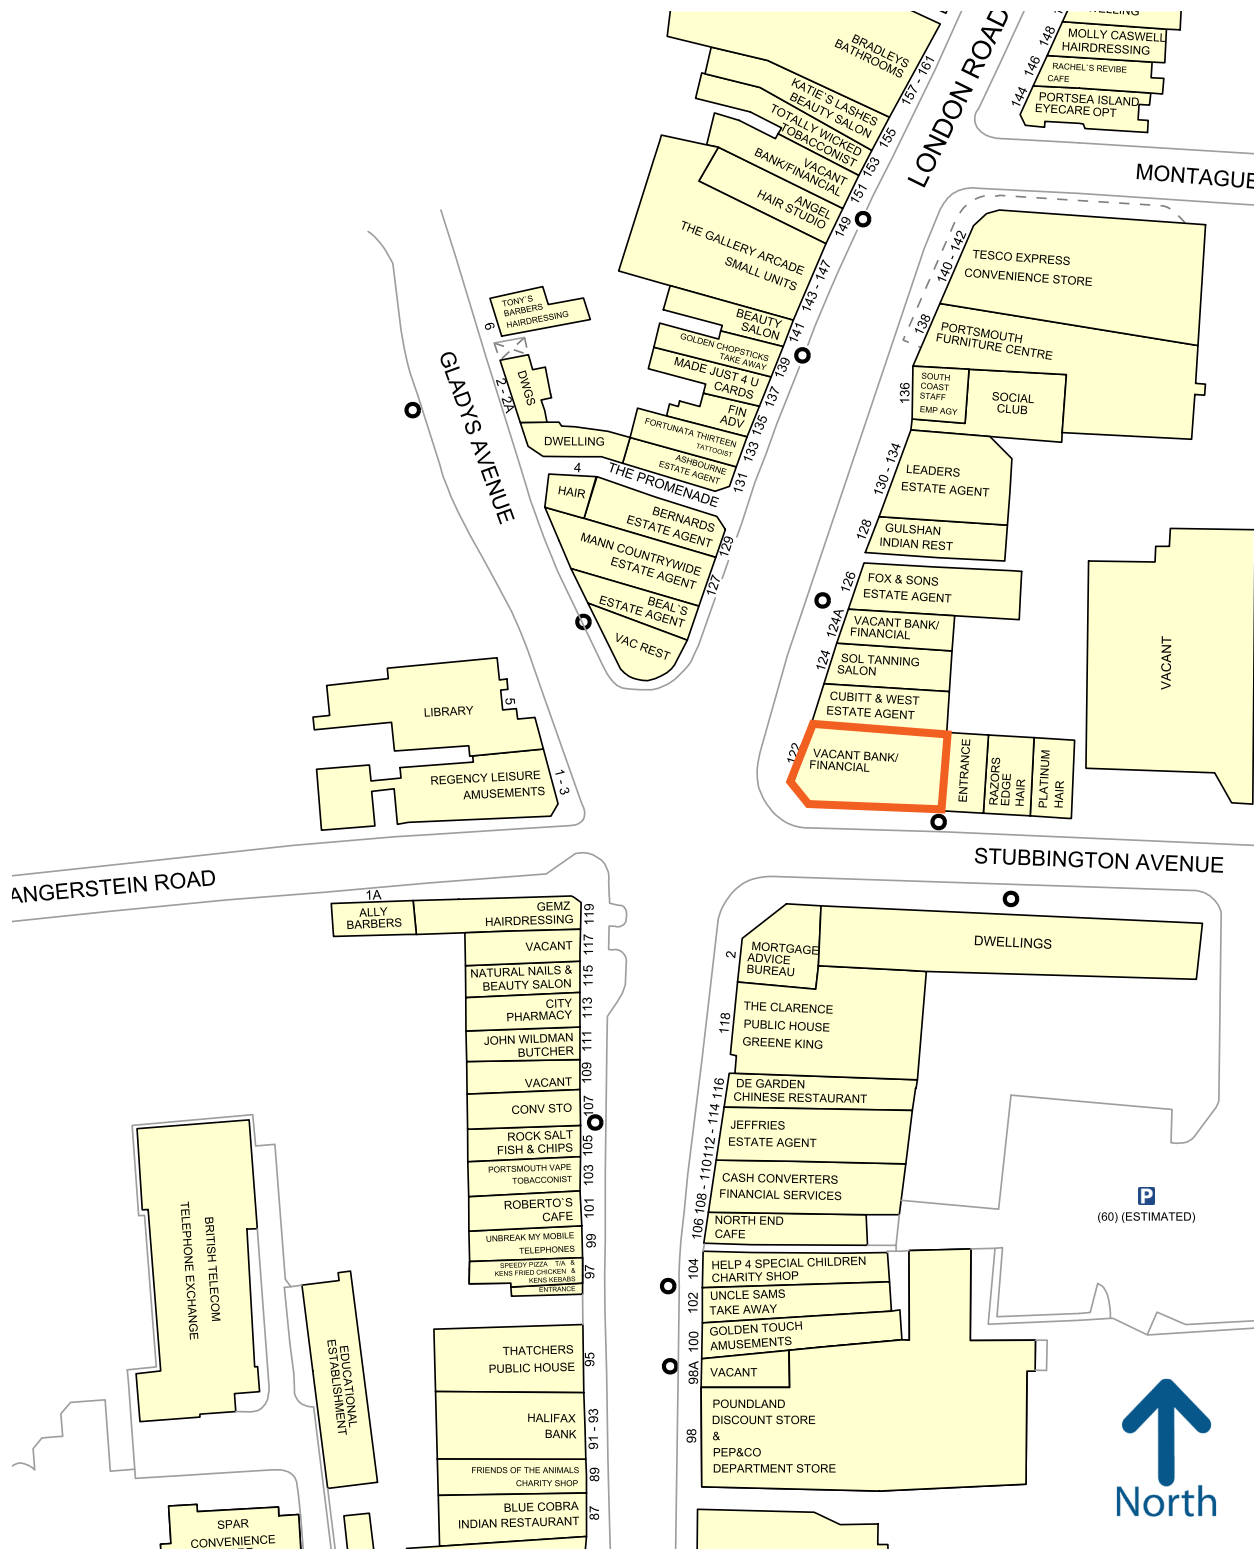 BRADLEYS
BATHROOMS
157 - 161
KATIE`S LASHES
BEAUTY SALON
155
TOTALLY WICKED
TOBACCONIST
153
VACANT
BANK/FINANCIAL
151
ANGEL
HAIR STUDIO
149
THE GALLERY ARCADE
SMALL UNITS
143 - 147
BEAUTY
SALON
141
GOLDEN CHOPSTICKS
TAKE AWAY
139
MADE JUST 4 U
CARDS
137
FIN
ADV
135
FORTUNATA THIRTEEN
TATTOOIST
133
ASHBOURNE
ESTATE AGENT
131
LONDON ROAD
148
MOLLY CASWELL
HAIRDRESSING
146
RACHEL`S REVIBE
CAFE
144
PORTSEA ISLAND
EYECARE OPT
MONTAGUE
TESCO EXPRESS
CONVENIENCE STORE
140 - 142
PORTSMOUTH
FURNITURE CENTRE
138
SOUTH
COAST
STAFF
EMP AGY
136
SOCIAL
CLUB
LEADERS
ESTATE AGENT
130 - 134
GULSHAN
INDIAN REST
128
FOX & SONS
ESTATE AGENT
126
VACANT BANK/
FINANCIAL
124A
SOL TANNING
SALON
124
CUBITT & WEST
ESTATE AGENT
VACANT BANK/
FINANCIAL
122
ENTRANCE
RAZORS
EDGE
HAIR
PLATINUM
HAIR
VACANT
TONY`S
BARBERS
HAIRDRESSING
6
DWGS
2 - 2A
DWELLING
GLADYS AVENUE
4
THE PROMENADE
HAIR
BERNARDS
ESTATE AGENT
129
MANN COUNTRYWIDE
ESTATE AGENT
127
BEAL`S
ESTATE AGENT
VAC REST
LIBRARY
5
REGENCY LEISURE
AMUSEMENTS
1 - 3
STUBBINGTON AVENUE
ANGERSTEIN ROAD
1A
ALLY
BARBERS
GEMZ
HAIRDRESSING
119
VACANT
117
NATURAL NAILS &
BEAUTY SALON
115
CITY
PHARMACY
113
JOHN WILDMAN
BUTCHER
111
VACANT
109
CONV STO
107
ROCK SALT
FISH & CHIPS
105
PORTSMOUTH VAPE
TOBACCONIST
103
ROBERTO`S
CAFE
101
UNBREAK MY MOBILE
TELEPHONES
99
SPEEDY PIZZA T/A &
KENS FRIED CHICKEN &
KENS KEBABS
97
ENTRANCE
THATCHERS
PUBLIC HOUSE
95
HALIFAX
BANK
91 - 93
FRIENDS OF THE ANIMALS
CHARITY SHOP
89
BLUE COBRA
INDIAN RESTAURANT
87
BRITISH TELECOM
TELEPHONE EXCHANGE
EDUCATIONAL
ESTABLISHMENT
SPAR
CONVENIENCE
DWELLINGS
MORTGAGE
ADVICE
BUREAU
2
THE CLARENCE
PUBLIC HOUSE
GREENE KING
118
DE GARDEN
CHINESE RESTAURANT
116
JEFFRIES
ESTATE AGENT
112 - 114
CASH CONVERTERS
FINANCIAL SERVICES
108 - 110
NORTH END
CAFE
106
HELP 4 SPECIAL CHILDREN
CHARITY SHOP
104
UNCLE SAMS
TAKE AWAY
102
GOLDEN TOUCH
AMUSEMENTS
100
VACANT
98A
POUNDLAND
DISCOUNT STORE
&
PEP&CO
DEPARTMENT STORE
98
P
(60) (ESTIMATED)
North